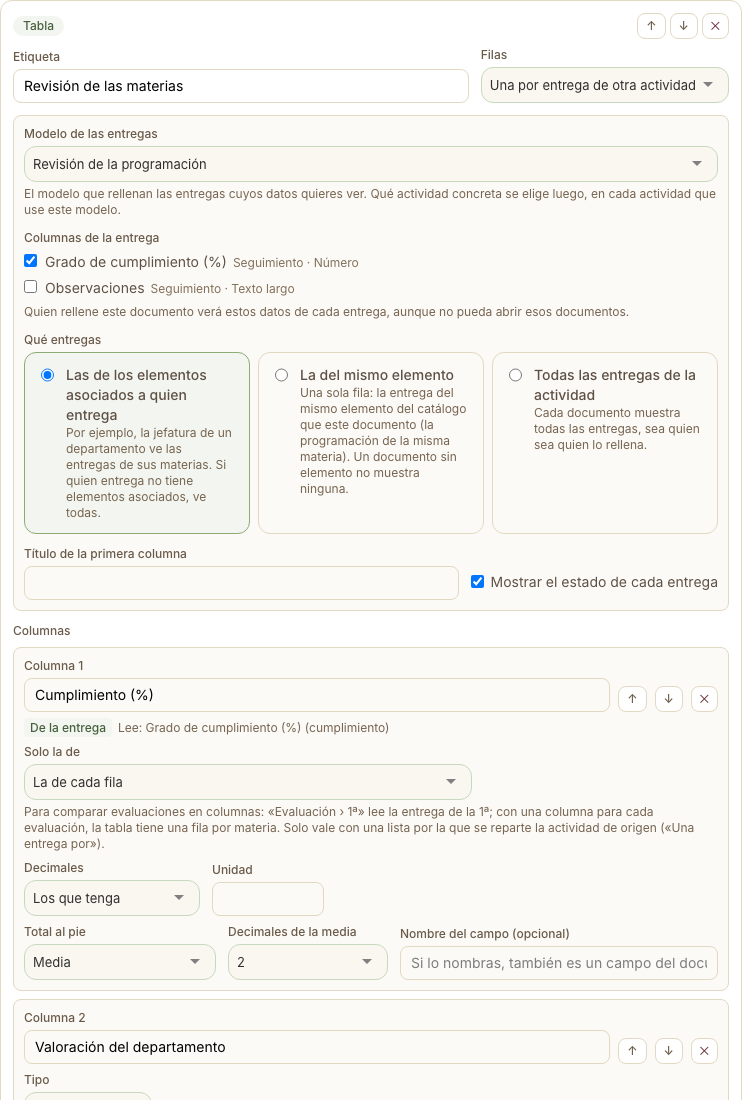 Tabla
↑ ↓ ×
Etiqueta
Filas
Revisión de las materias
Una por entrega de otra actividad
Modelo de las entregas
Revisión de la programación
El modelo que rellenan las entregas cuyos datos quieres ver. Qué actividad concreta se elige luego, en cada actividad que
use este modelo.
Columnas de la entrega
Grado de cumplimiento (%) Seguimiento · Número
Observaciones Seguimiento · Texto largo
Quien rellene este documento verá estos datos de cada entrega, aunque no pueda abrir esos documentos.
Qué entregas
Las de los elementos
asociados a quien
entrega
Por ejemplo, la jefatura de un
departamento ve las
entregas de sus materias. Si
quien entrega no tiene
elementos asociados, ve
todas.
La del mismo elemento
Una sola fila: la entrega del
mismo elemento del catálogo
que este documento (la
programación de la misma
materia). Un documento sin
elemento no muestra
ninguna.
Todas las entregas de la
actividad
Cada documento muestra
todas las entregas, sea quien
sea quien lo rellena.
Título de la primera columna
Mostrar el estado de cada entrega
Columnas
Columna 1
Cumplimiento (%)
↑ ↓ ×
De la entrega Lee: Grado de cumplimiento (%) (cumplimiento)
Solo la de
La de cada fila
Para comparar evaluaciones en columnas: «Evaluación › 1ª» lee la entrega de la 1ª; con una columna para cada
evaluación, la tabla tiene una fila por materia. Solo vale con una lista por la que se reparte la actividad de origen («Una
entrega por»).
Decimales
Unidad
Los que tenga
Total al pie
Decimales de la media
Nombre del campo (opcional)
Media
2
Si lo nombras, también es un campo del docu
Columna 2
Valoración del departamento
↑ ↓ ×
Tipo